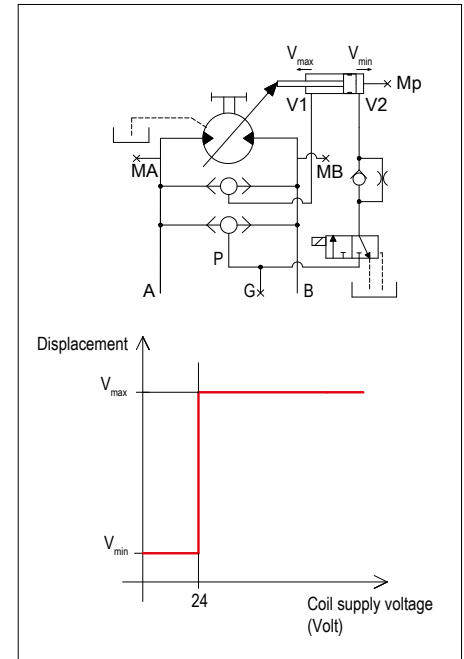 Vmax Vmin
Mp
V1 V2
MA MB
P
A G B
Displacement
Vmax
Vmin
24
Coil supply voltage
(Volt)